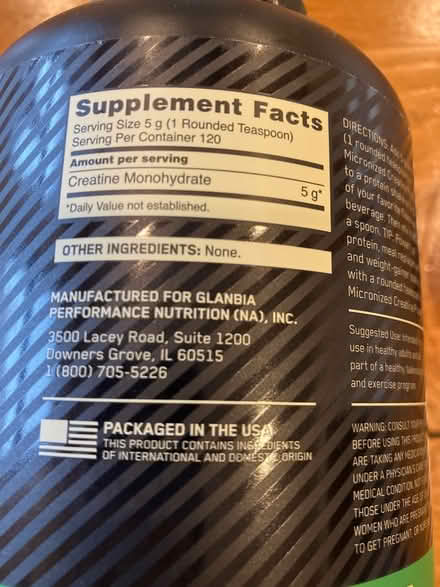 Supplement Facts
Serving Size 5 g (1 Rounded Teaspoon)
Serving Per Container 120
Amount per serving
Creatine Monohydrate 5 g*
*Daily Value not established.
OTHER INGREDIENTS: None.
MANUFACTURED FOR GLANBIA
PERFORMANCE NUTRITION (NA), INC.
3500 Lacey Road, Suite 1200
Downers Grove, IL 60515
1 (800) 705-5226
PACKAGED IN THE USA
THIS PRODUCT CONTAINS INGREDIENTS
OF INTERNATIONAL AND DOMESTIC ORIGIN
DIRECTIONS:
(1 rounded
Micronized
to a protein
of your
beverage.
a spoon. TIP:
protein, meal
and weight-gainer
with a rounded
Micronized
Suggested Use:
use in healthy adults
part of a healthy
and exercise program.
WARNING: CONSULT
BEFORE USING THIS
ARE TAKING ANY
UNDER A PHYSICIAN'S
MEDICAL CONDITION.
THOSE UNDER THE AGE
WOMEN WHO ARE
TO GET PREGNANT, OR